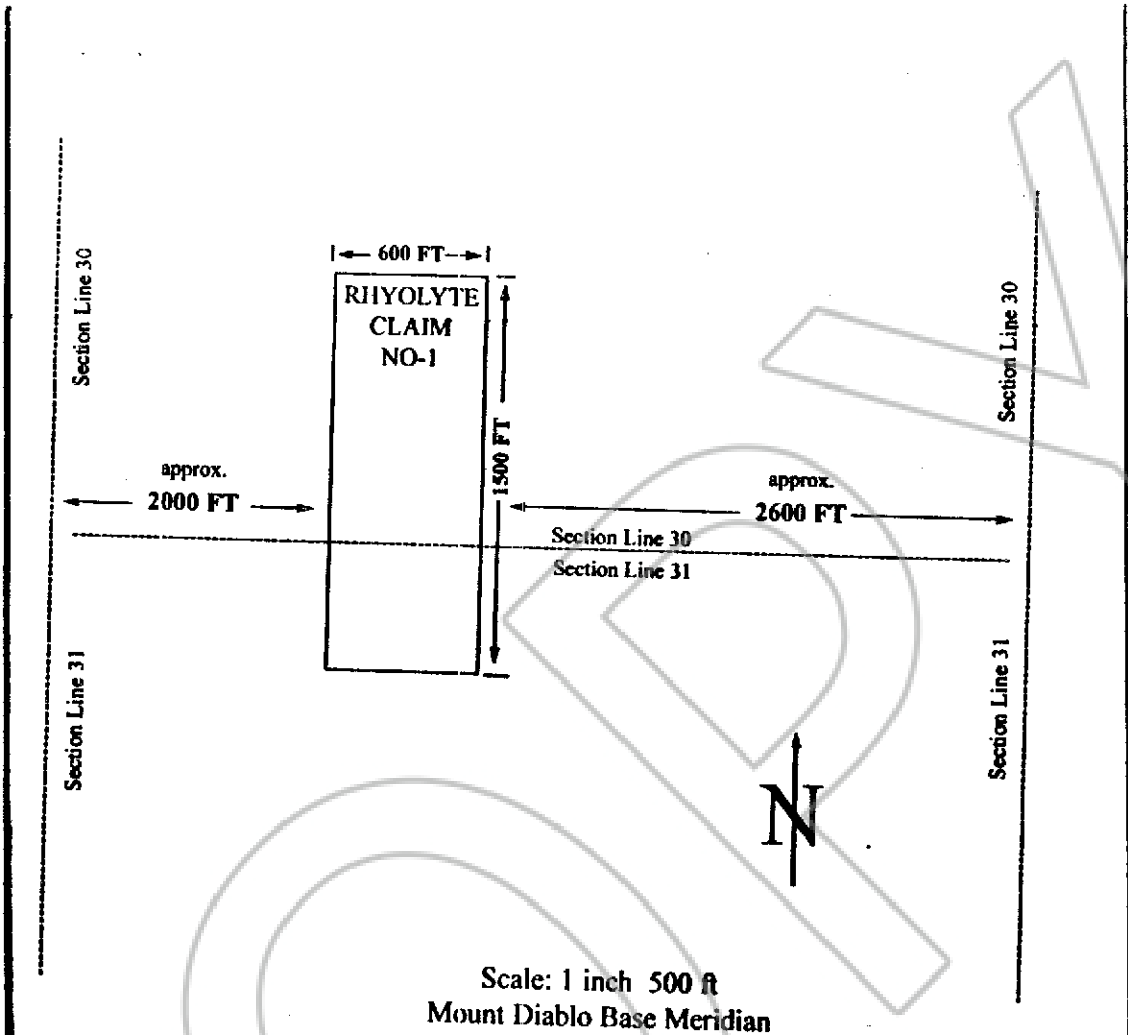 600 FT
RHYOLYTE
CLAIM
NO-1
1500 FT
Section Line 30
Section Line 30
approx.
2000 FT
approx.
2600 FT
Section Line 30
Section Line 31
Section Line 31
Section Line 31
N
Scale: 1 inch 500 ft
Mount Diablo Base Meridian
COPY